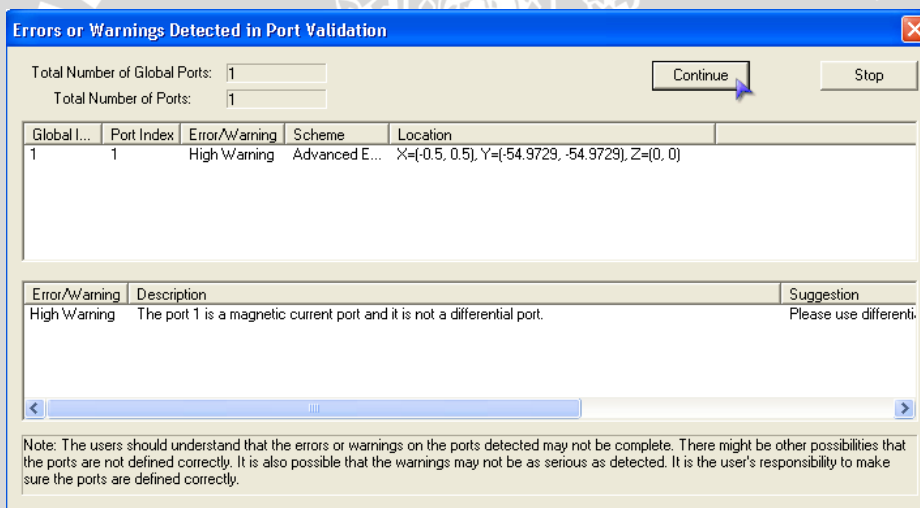 Errors or Warnings Detected in Port Validation
Total Number of Global Ports: 1
Continue
Stop
Total Number of Ports: 1
Global I... Port Index Error/Warning Scheme Location
1 1 High Warning Advanced E... X=(-0.5, 0.5), Y=(-54.9729, -54.9729), Z=(0, 0)
Error/Warning Description Suggestion
High Warning The port 1 is a magnetic current port and it is not a differential port. Please use differenti
Note: The users should understand that the errors or warnings on the ports detected may not be complete. There might be other possibilities that
the ports are not defined correctly. It is also possible that the warnings may not be as serious as detected. It is the user's responsibility to make
sure the ports are defined correctly.